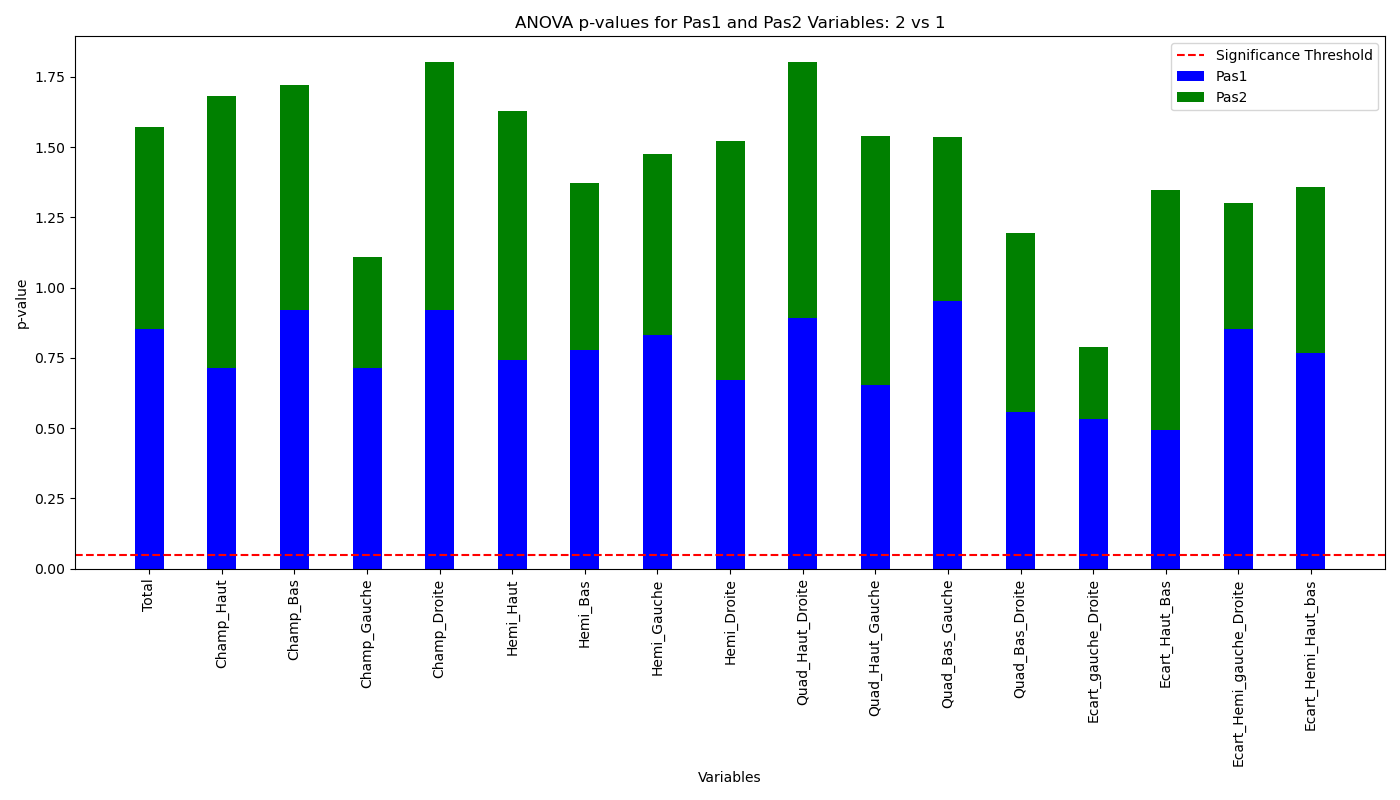 ANOVA p-values for Pas1 and Pas2 Variables: 2 vs 1
Significance Threshold
Pas1
Pas2
p-value
1.75
1.50
1.25
1.00
0.75
0.50
0.25
0.00
Total
Champ_Haut
Champ_Bas
Champ_Gauche
Champ_Droite
Hemi_Haut
Hemi_Bas
Hemi_Gauche
Hemi_Droite
Quad_Haut_Droite
Quad_Haut_Gauche
Quad_Bas_Gauche
Quad_Bas_Droite
Ecart_gauche_Droite
Ecart_Haut_Bas
Ecart_Hemi_gauche_Droite
Ecart_Hemi_Haut_bas
Variables